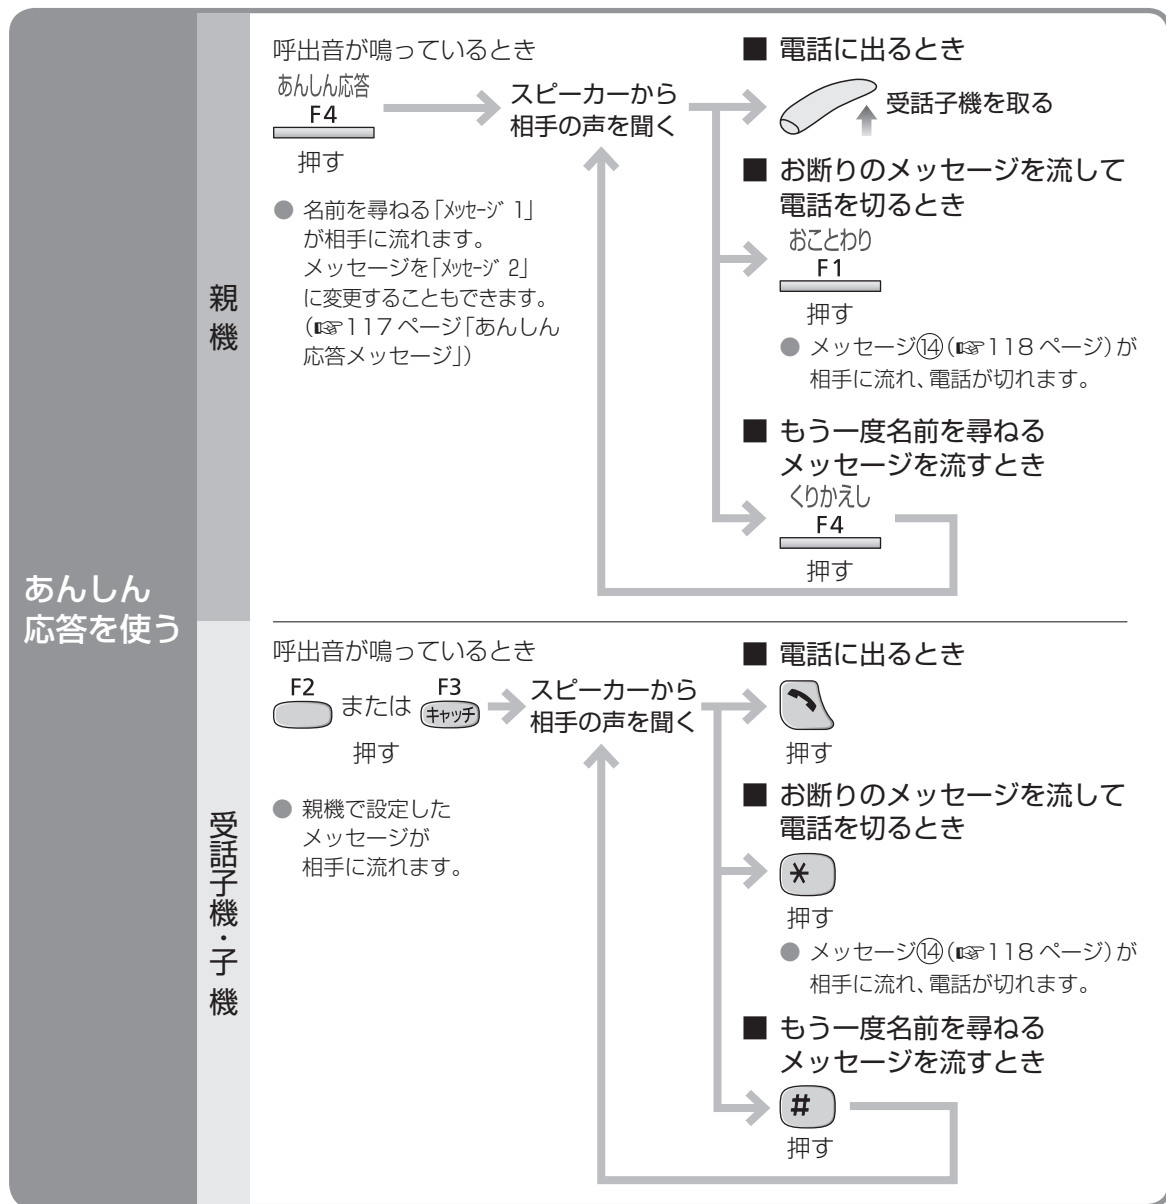 あんしん
応答を使う
親機
呼出音が鳴っているとき
あんしん応答
F4
押す
● 名前を尋ねる「ﾒｯｾｰｼﾞ 1」
が相手に流れます。
メッセージを「ﾒｯｾｰｼﾞ 2」
に変更することもできます。
(☞117 ページ「あんしん
応答メッセージ」)
スピーカーから
相手の声を聞く
■ 電話に出るとき
受話子機を取る
■ お断りのメッセージを流して
電話を切るとき
おことわり
F1
押す
● メッセージ⑭(☞118 ページ)が
相手に流れ、電話が切れます。
■ もう一度名前を尋ねる
メッセージを流すとき
くりかえし
F4
押す
受話子機・子機
呼出音が鳴っているとき
F2 または F3
キャッチ
押す
● 親機で設定した
メッセージが
相手に流れます。
スピーカーから
相手の声を聞く
■ 電話に出るとき
押す
■ お断りのメッセージを流して
電話を切るとき
*
押す
● メッセージ⑭(☞118 ページ)が
相手に流れ、電話が切れます。
■ もう一度名前を尋ねる
メッセージを流すとき
#
押す